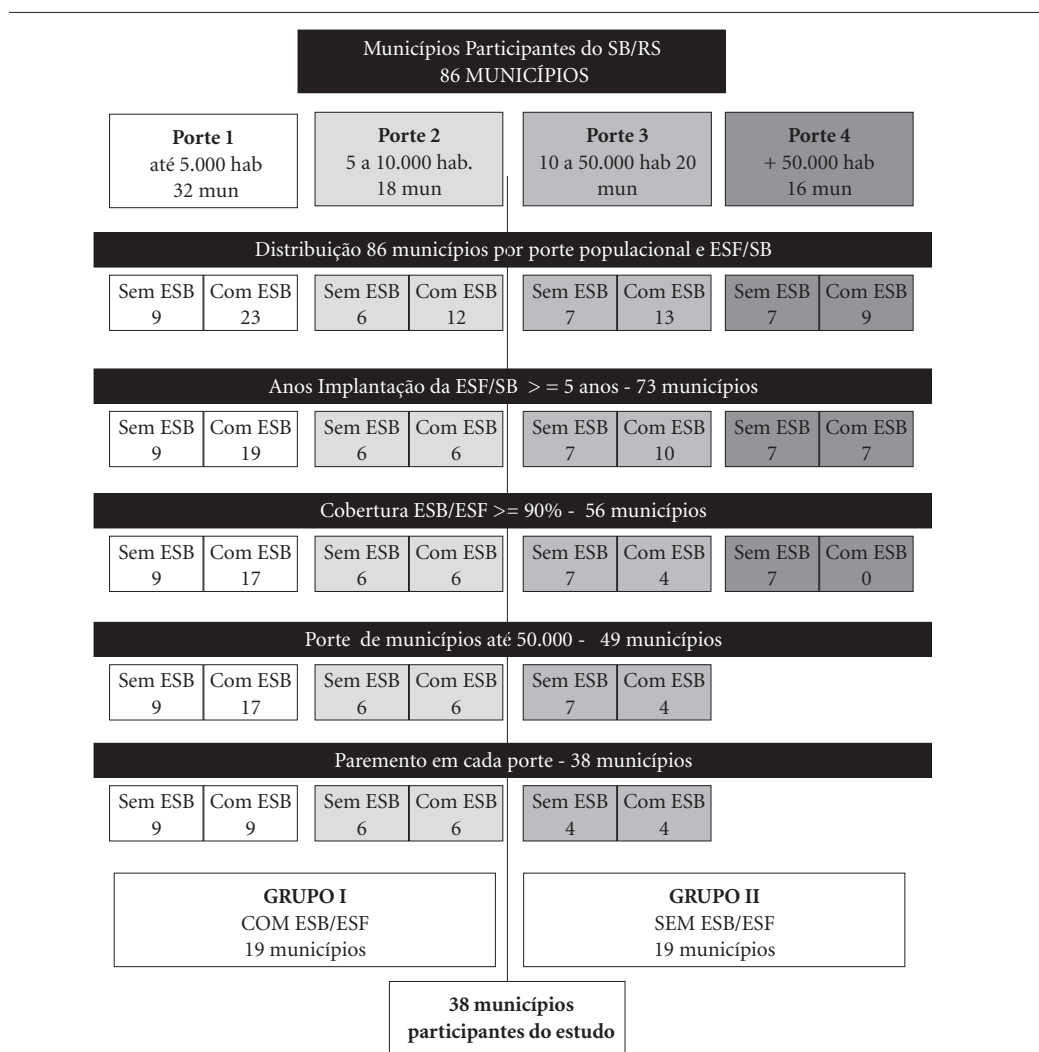 Municípios Participantes do SB/RS
86 MUNICÍPIOS
Porte 1
até 5.000 hab
32 mun
Porte 2
5 a 10.000 hab.
18 mun
Porte 3
10 a 50.000 hab 20
mun
Porte 4
+ 50.000 hab
16 mun
Distribuição 86 municípios por porte populacional e ESF/SB
Sem ESB Com ESB Sem ESB Com ESB Sem ESB Com ESB Sem ESB Com ESB
9 23 6 12 7 13 7 9
Anos Implantação da ESF/SB > = 5 anos - 73 municípios
Sem ESB Com ESB Sem ESB Com ESB Sem ESB Com ESB Sem ESB Com ESB
9 19 6 6 7 10 7 7
Cobertura ESB/ESF >= 90% - 56 municípios
Sem ESB Com ESB Sem ESB Com ESB Sem ESB Com ESB Sem ESB Com ESB
9 17 6 6 7 4 7 0
Porte de municípios até 50.000 - 49 municípios
Sem ESB Com ESB Sem ESB Com ESB Sem ESB Com ESB
9 17 6 6 7 4
Paremento em cada porte - 38 municípios
Sem ESB Com ESB Sem ESB Com ESB Sem ESB Com ESB
9 9 6 6 4 4
GRUPO I
COM ESB/ESF
19 municípios
GRUPO II
SEM ESB/ESF
19 municípios
38 municípios
participantes do estudo